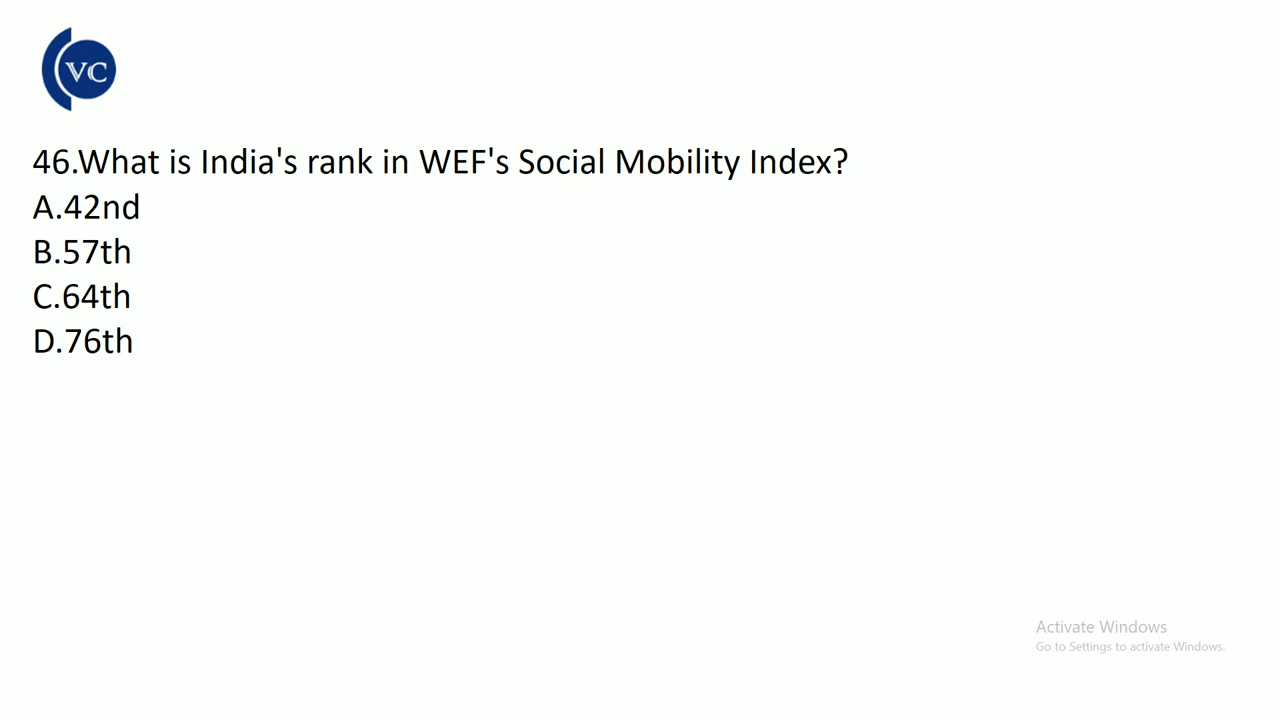 VC
46.What is India's rank in WEF's Social Mobility Index?
A.42nd
B.57th
C.64th
D.76th
Activate Windows
Go to Settings to activate Windows.